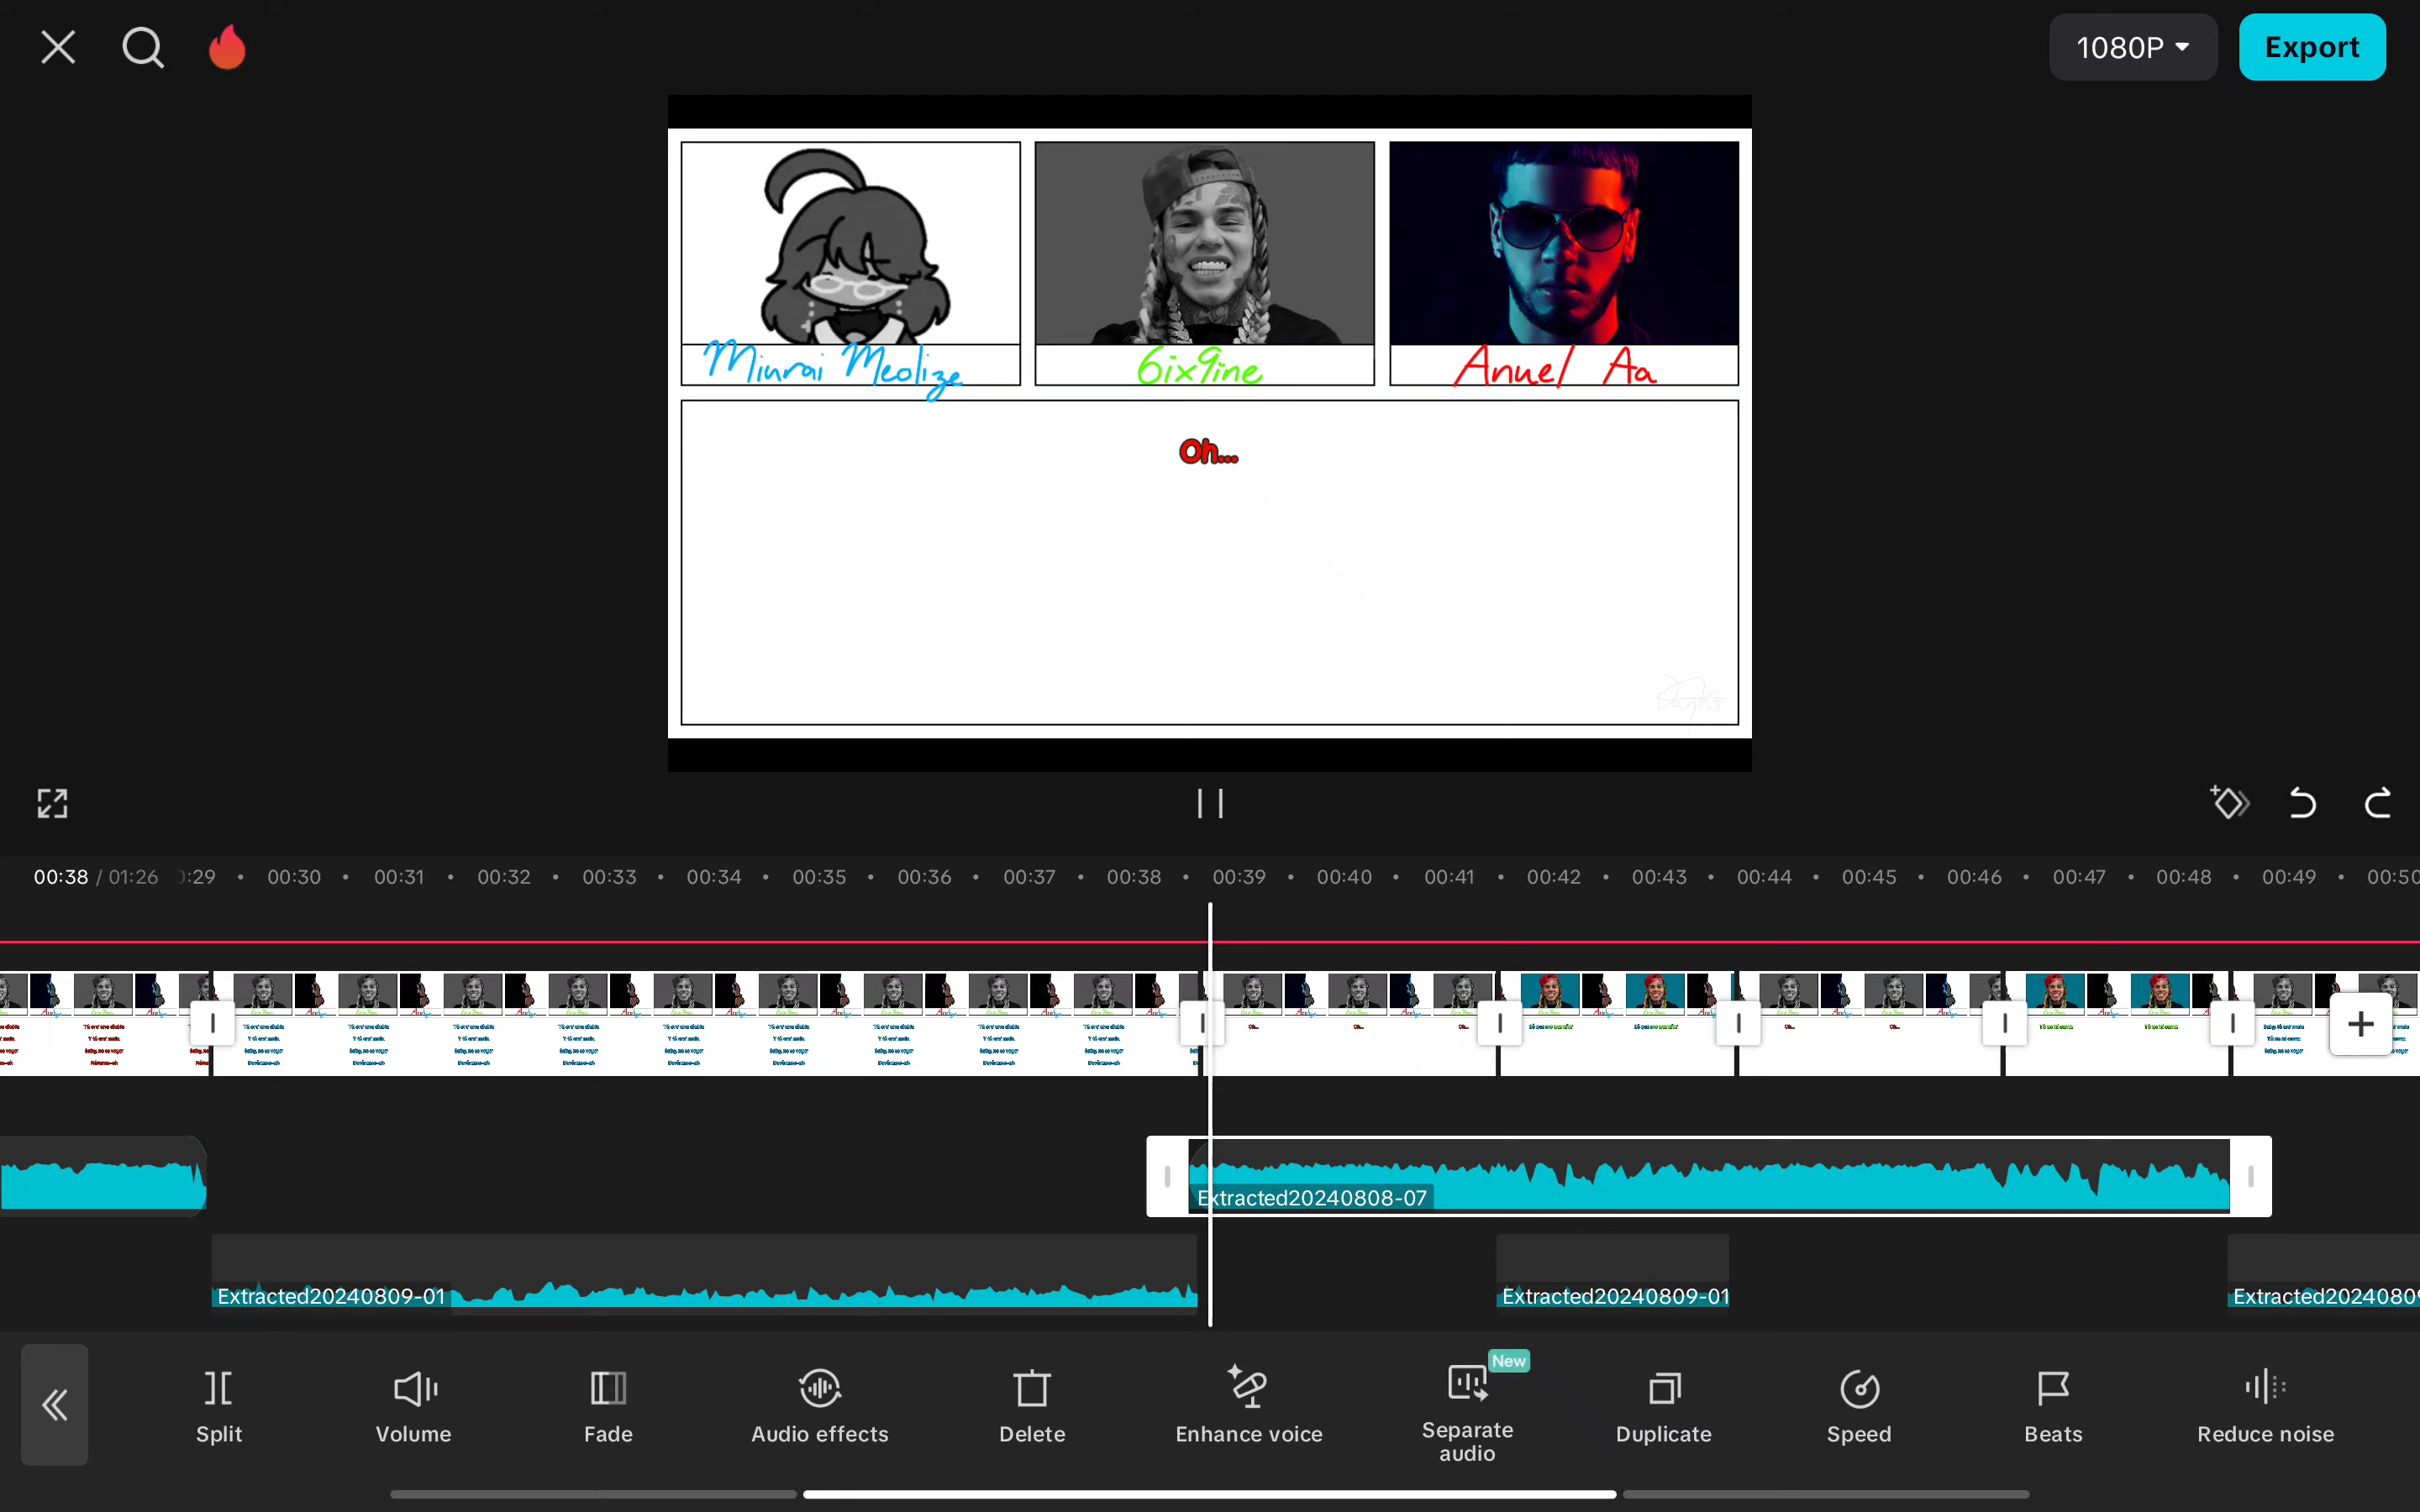 1080P
Export
Miurai Meolize
6ix9ine
Anuel Aa
Oh...
00:38 / 01:26
:29 00:30 00:31 00:32 00:33 00:34 00:35 00:36 00:37 00:38 00:39 00:40 00:41 00:42 00:43 00:44 00:45 00:46 00:47 00:48 00:49 00:50
Extracted20240808-07
Extracted20240809-01
Extracted20240809-01
Extracted2024080
New
Split
Volume
Fade
Audio effects
Delete
Enhance voice
Separate
audio
Duplicate
Speed
Beats
Reduce noise